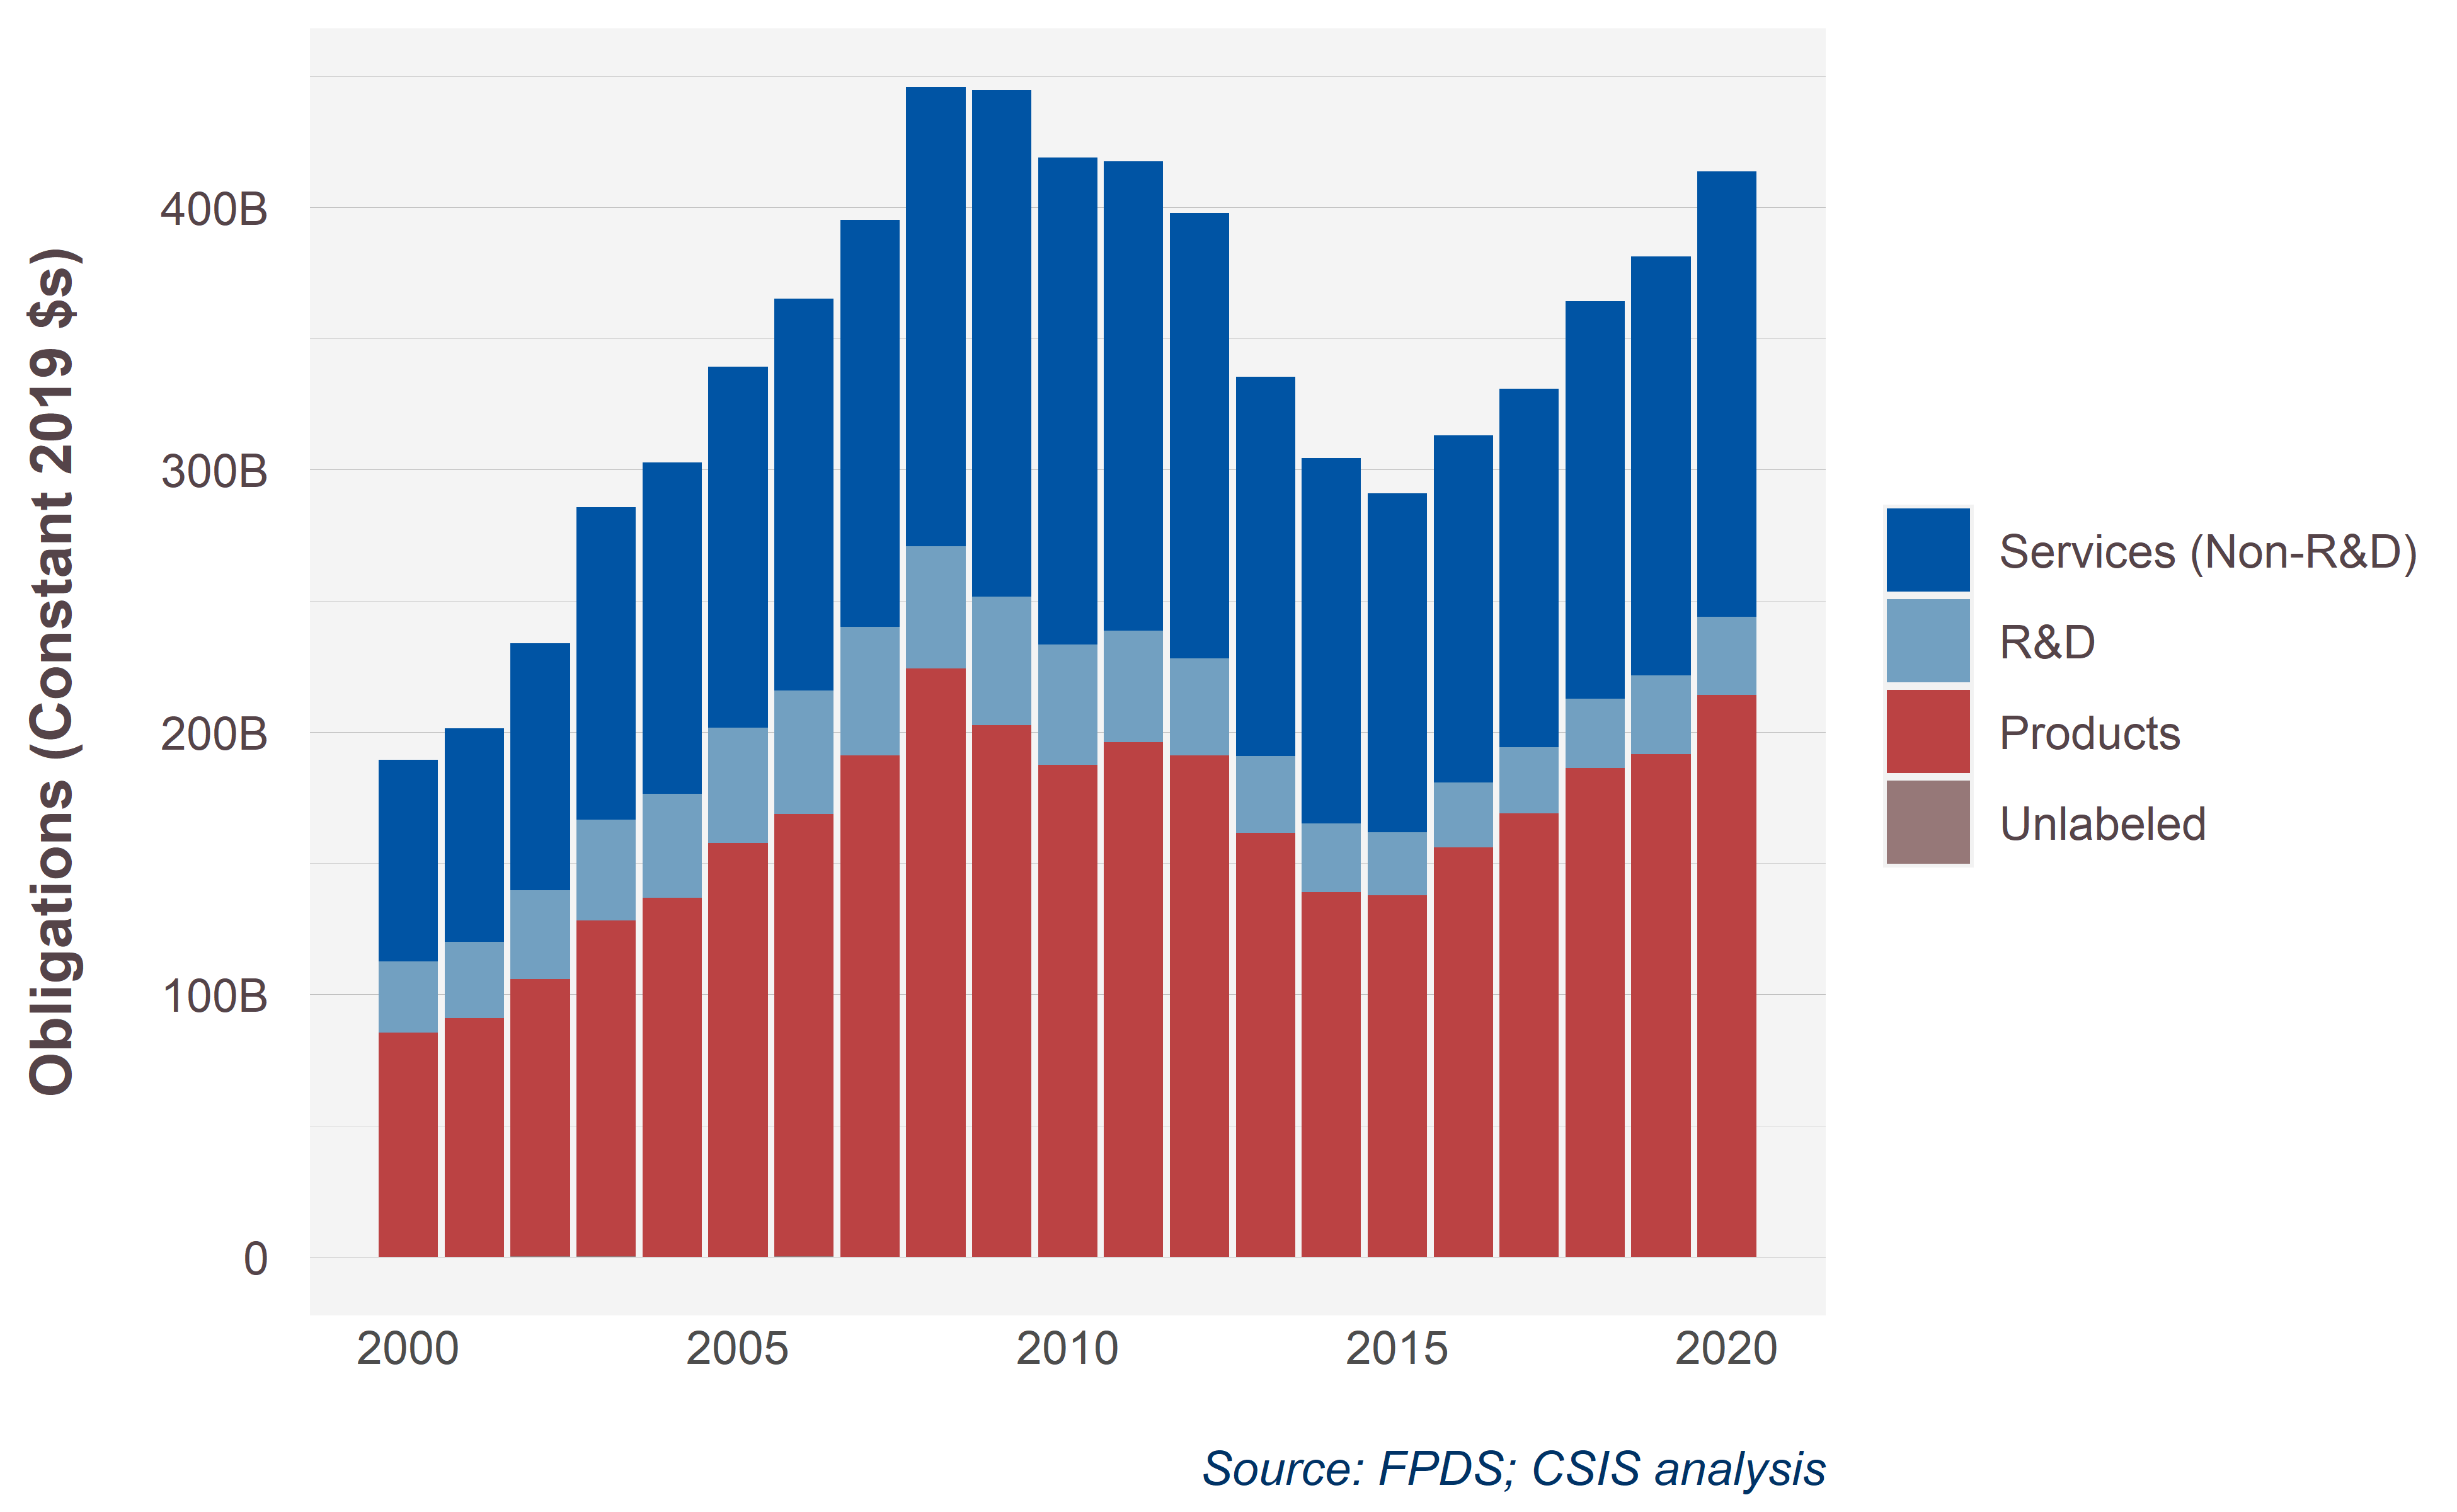 Obligations (Constant 2019 $s)
400B
300B
200B
100B
0
2000 2005 2010 2015 2020
Services (Non-R&D)
R&D
Products
Unlabeled
Source: FPDS; CSIS analysis